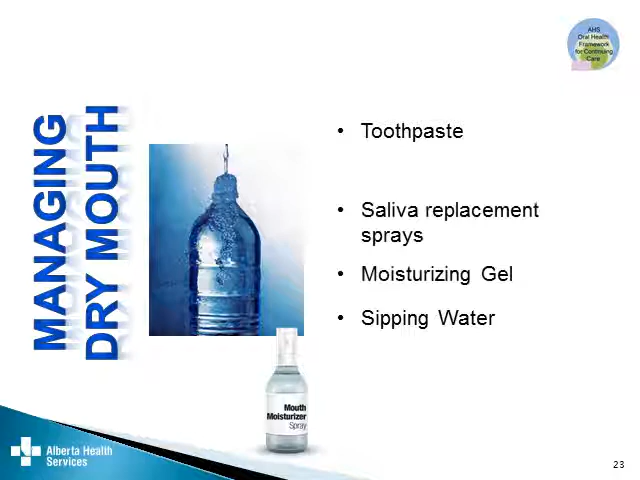 AHS
Oral Health
Framework
for Continuing
Care
MANAGING
DRY MOUTH
• Toothpaste
• Saliva replacement
sprays
• Moisturizing Gel
• Sipping Water
Mouth
Moisturizer
Spray
Alberta Health
Services
23